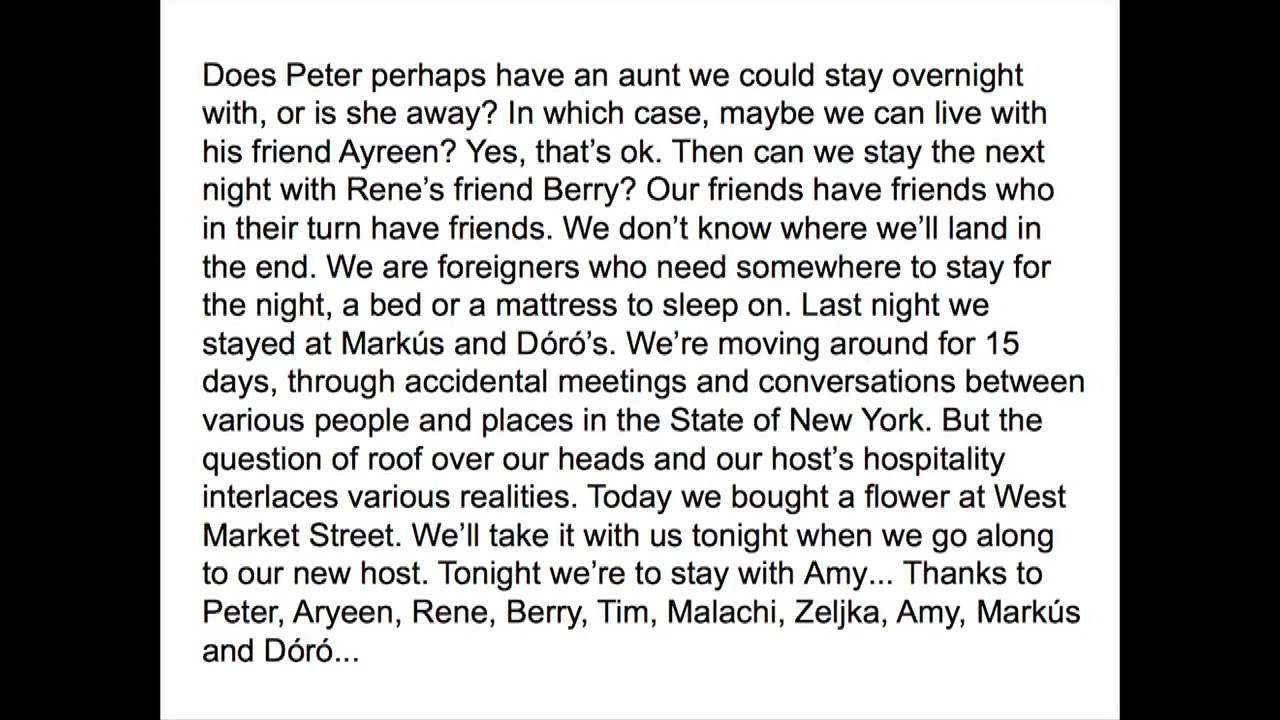 Does Peter perhaps have an aunt we could stay overnight
with, or is she away? In which case, maybe we can live with
his friend Ayreen? Yes, that’s ok. Then can we stay the next
night with Rene’s friend Berry? Our friends have friends who
in their turn have friends. We don’t know where we’ll land in
the end. We are foreigners who need somewhere to stay for
the night, a bed or a mattress to sleep on. Last night we
stayed at Markús and Dóró’s. We’re moving around for 15
days, through accidental meetings and conversations between
various people and places in the State of New York. But the
question of roof over our heads and our host’s hospitality
interlaces various realities. Today we bought a flower at West
Market Street. We’ll take it with us tonight when we go along
to our new host. Tonight we’re to stay with Amy... Thanks to
Peter, Aryeen, Rene, Berry, Tim, Malachi, Zeljka, Amy, Markús
and Dóró...